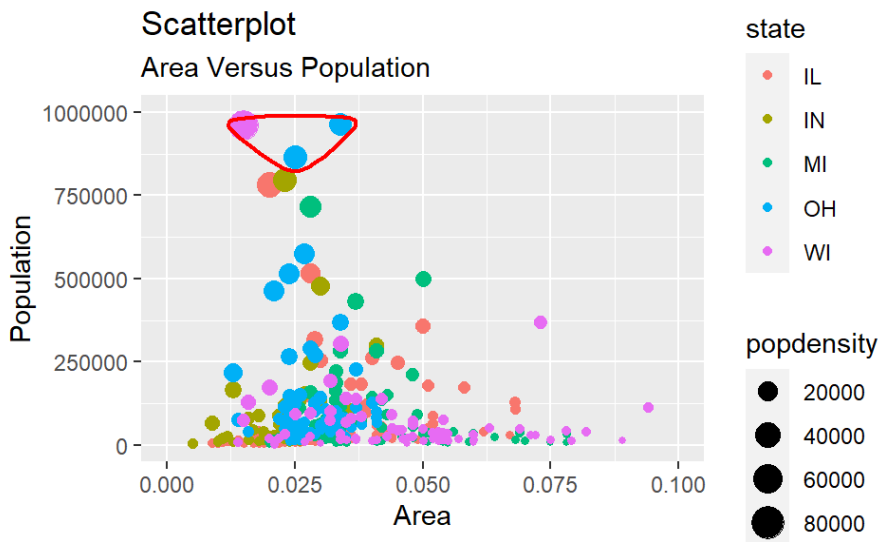 Scatterplot
Area Versus Population
Population
1000000
750000
500000
250000
0
0.000
0.025
0.050
0.075
0.100
Area
state
IL
IN
MI
OH
WI
popdensity
20000
40000
60000
80000